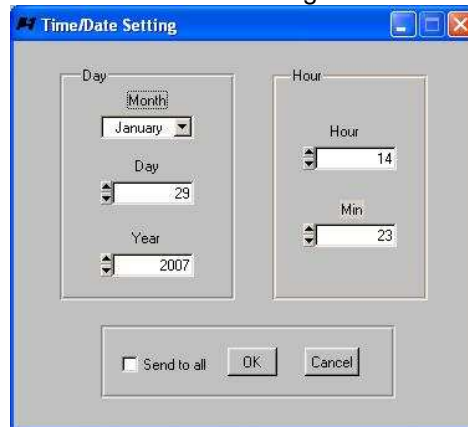 Time/Date Setting
Day
Month
January
Day
29
Year
2007
Hour
Hour
14
Min
23
Send to all
OK
Cancel